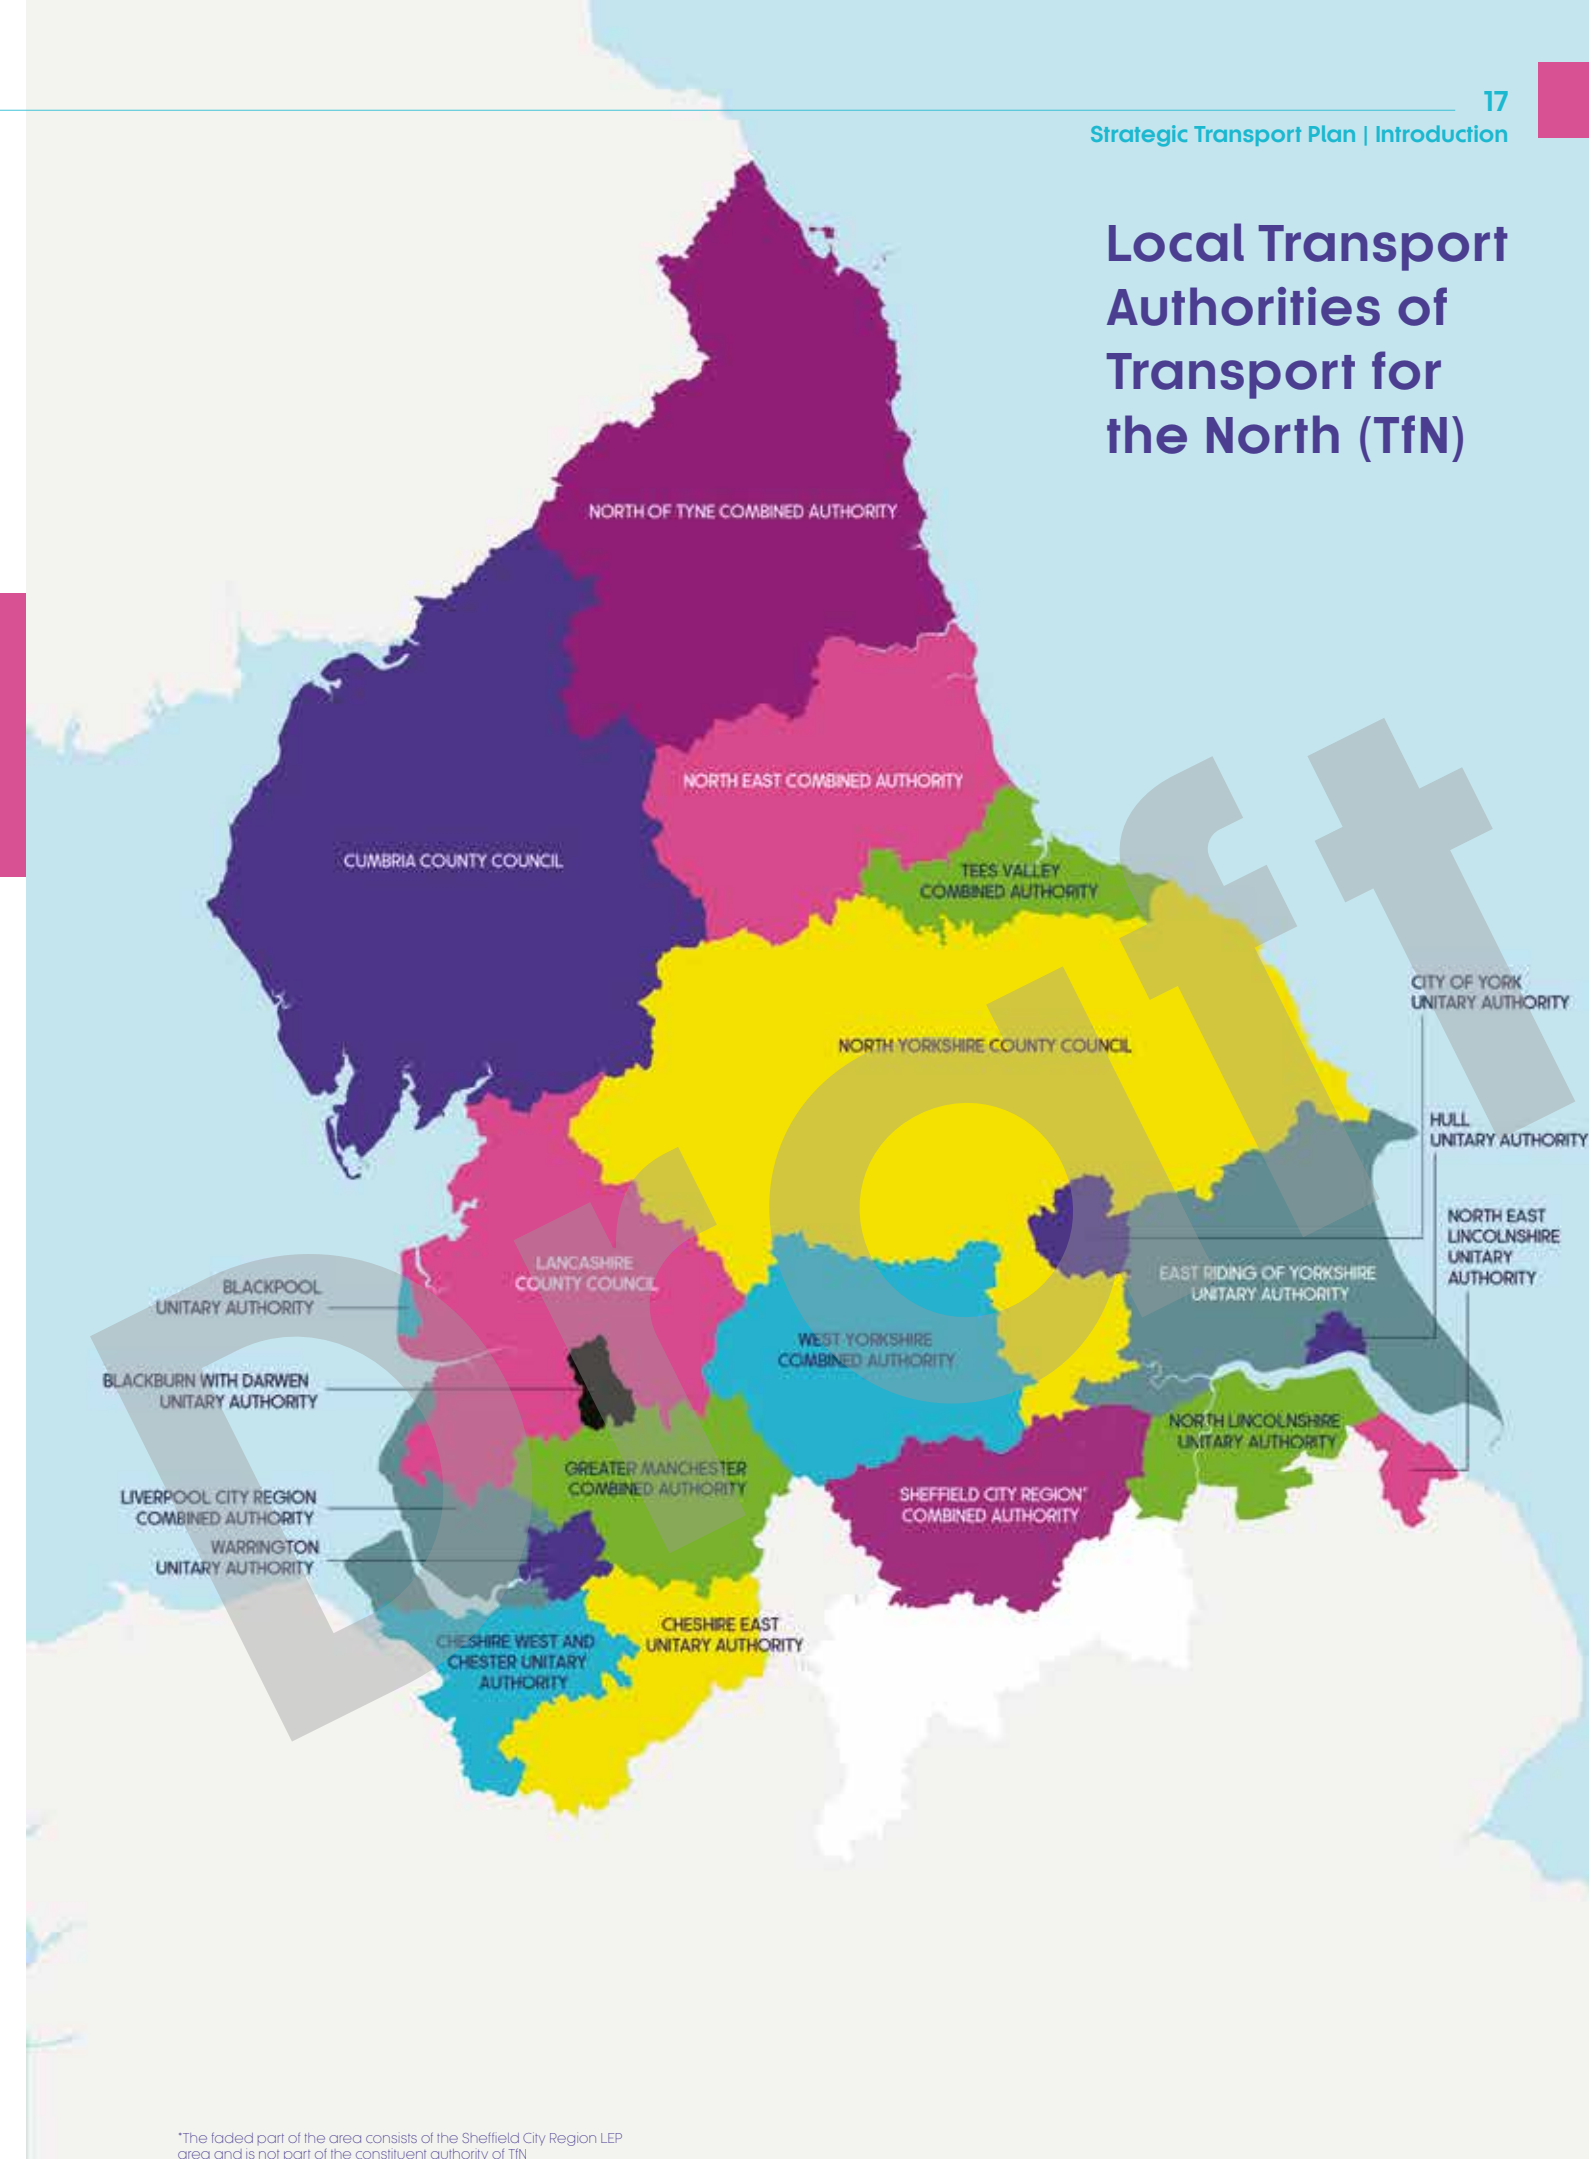 17
Strategic Transport Plan | Introduction
Local Transport
Authorities of
Transport for
the North (TfN)
NORTH OF TYNE COMBINED AUTHORITY
NORTH EAST COMBINED AUTHORITY
CUMBRIA COUNTY COUNCIL
TEES VALLEY
COMBINED AUTHORITY
CITY OF YORK
UNITARY AUTHORITY
NORTH YORKSHIRE COUNTY COUNCIL
HULL
UNITARY AUTHORITY
NORTH EAST
LINCOLNSHIRE
UNITARY
AUTHORITY
LANCASHIRE
COUNTY COUNCIL
EAST RIDING OF YORKSHIRE
UNITARY AUTHORITY
BLACKPOOL
UNITARY AUTHORITY
WEST YORKSHIRE
COMBINED AUTHORITY
BLACKBURN WITH DARWEN
UNITARY AUTHORITY
NORTH LINCOLNSHIRE
UNITARY AUTHORITY
GREATER MANCHESTER
COMBINED AUTHORITY
LIVERPOOL CITY REGION
COMBINED AUTHORITY
SHEFFIELD CITY REGION*
COMBINED AUTHORITY
WARRINGTON
UNITARY AUTHORITY
CHESHIRE EAST
UNITARY AUTHORITY
CHESHIRE WEST AND
CHESTER UNITARY
AUTHORITY
Draft
*The faded part of the area consists of the Sheffield City Region LEP
area and is not part of the constituent authority of TfN